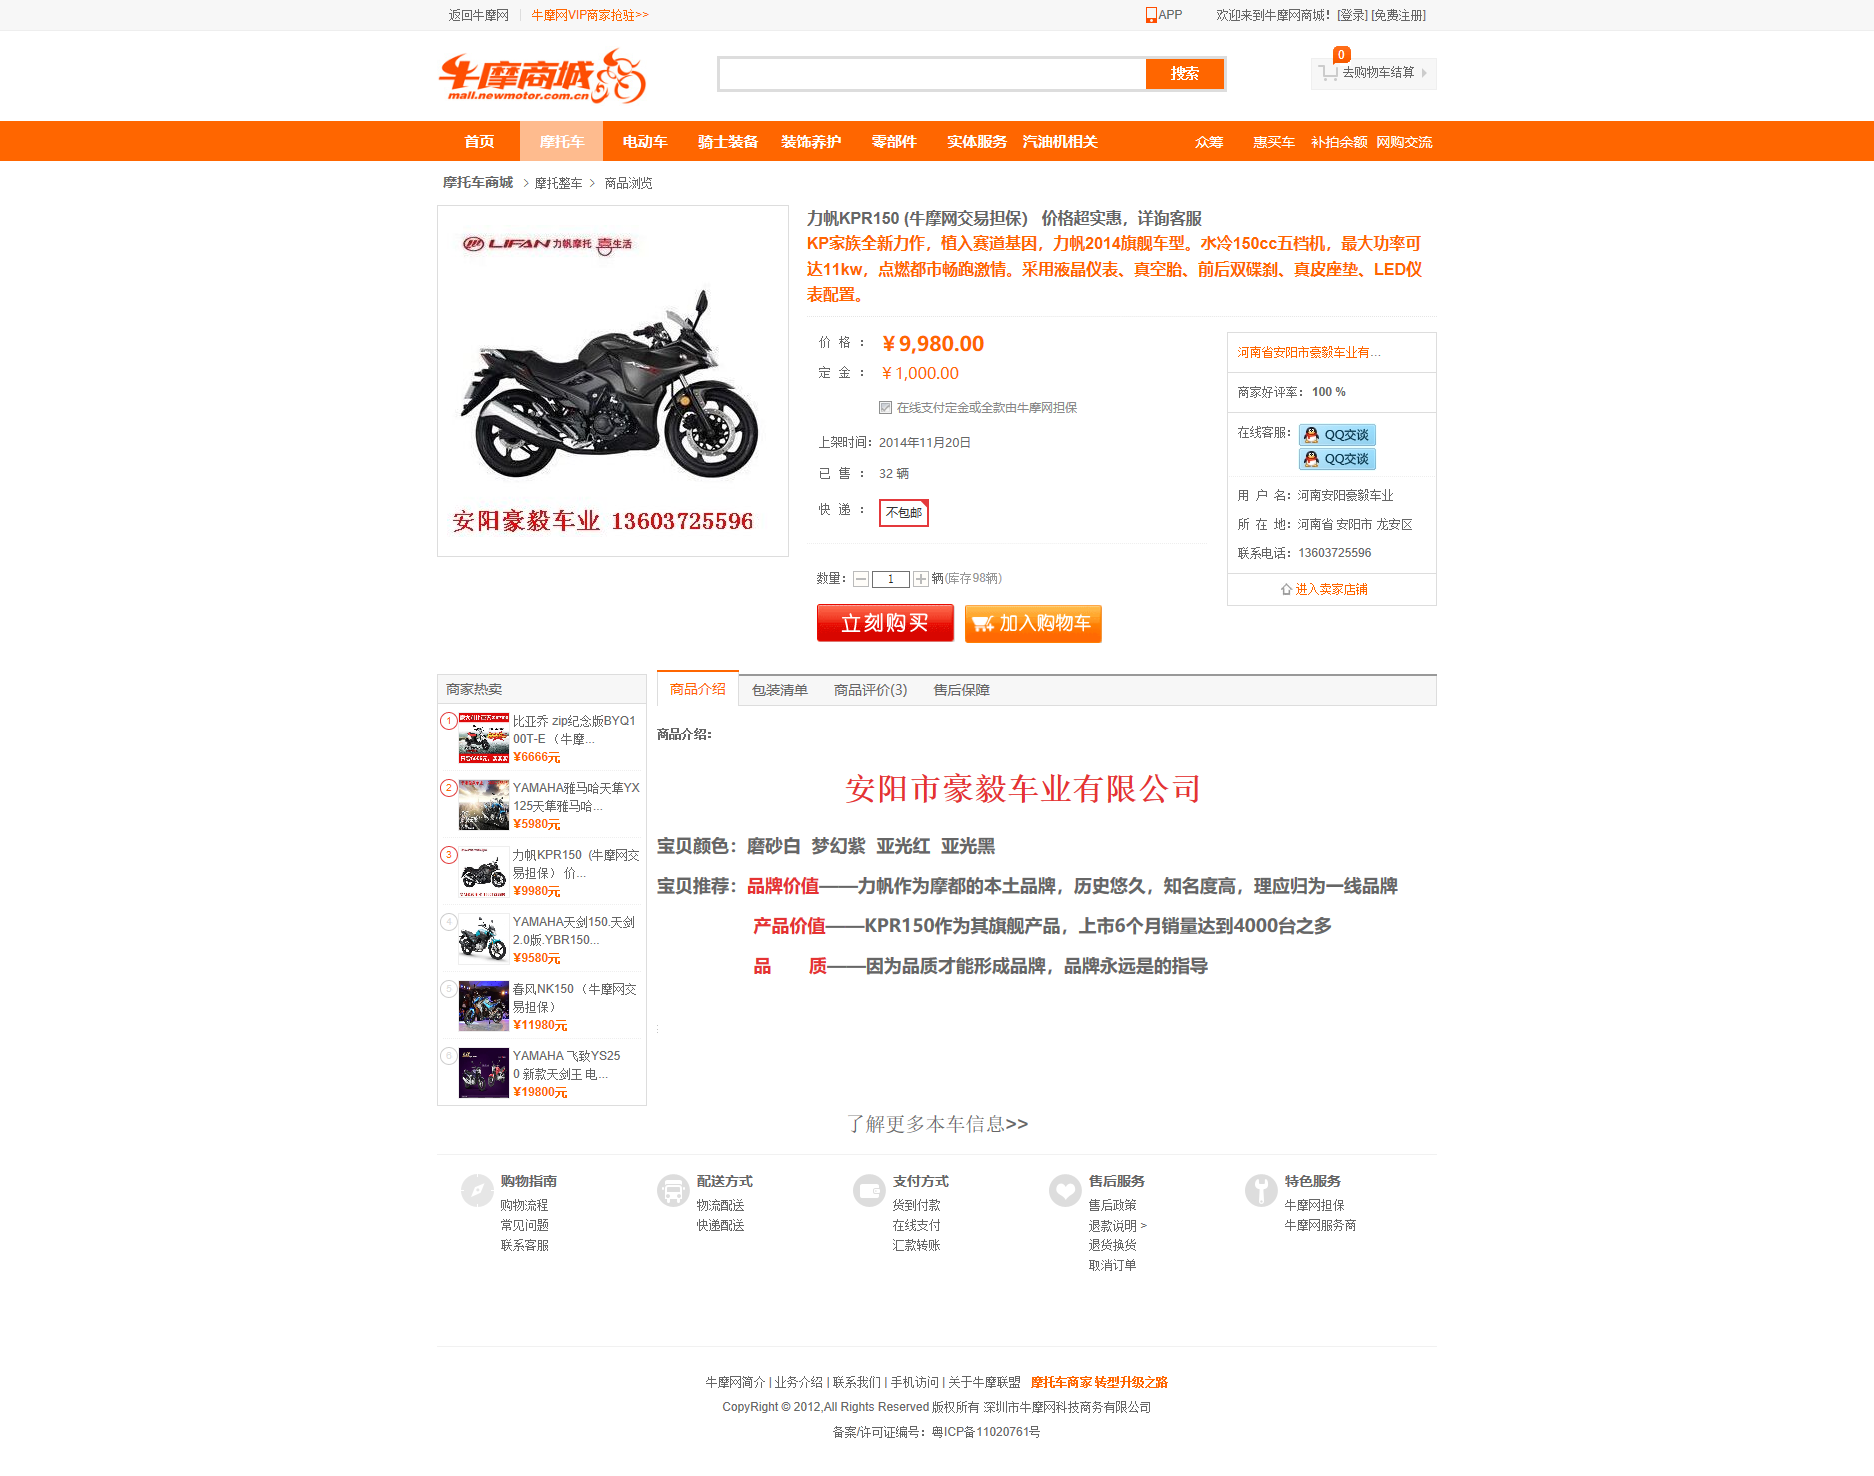 返回牛摩网 | 牛摩网VIP商家抢驻>>
APP 欢迎来到牛摩网商城! [登录] [免费注册]
牛摩商城
mall.newmotor.com.cn
搜索
0
去购物车结算
首页 摩托车 电动车 骑士装备 装饰养护 零部件 实体服务 汽油机相关 众筹 惠买车 补拍余额 网购交流
摩托车商城 > 摩托整车 > 商品浏览
LIFAN 力帆摩托 喜生活
安阳豪毅车业 13603725596
力帆KPR150 (牛摩网交易担保) 价格超实惠，详询客服
KP家族全新力作，植入赛道基因，力帆2014旗舰车型。水冷150cc五档机，最大功率可
达11kw，点燃都市畅跑激情。采用液晶仪表、真空胎、前后双碟刹、真皮座垫、LED仪
表配置。
价 格 ： ¥9,980.00
定 金 ： ¥1,000.00
在线支付定金或全款由牛摩网担保
上架时间：2014年11月20日
已 售 ： 32 辆
快 递 ： 不包邮
数量： 1 辆(库存98辆)
立刻购买 加入购物车
河南省安阳市豪毅车业有...
商家好评率： 100 %
在线客服： QQ交谈
QQ交谈
用 户 名：河南安阳豪毅车业
所 在 地：河南省 安阳市 龙安区
联系电话：13603725596
进入卖家店铺
商家热卖
1 比亚乔 zip纪念版BYQ1
00T-E （牛摩...
¥6666元
2 YAMAHA雅马哈天隼YX
125天隼雅马哈...
¥5980元
3 力帆KPR150 (牛摩网交
易担保） 价...
¥9980元
4 YAMAHA天剑150.天剑
2.0版.YBR150...
¥9580元
5 春风NK150 （牛摩网交
易担保）
¥11980元
6 YAMAHA 飞致YS25
0 新款天剑王 电...
¥19800元
商品介绍 包装清单 商品评价(3) 售后保障
商品介绍：
安阳市豪毅车业有限公司
宝贝颜色：磨砂白 梦幻紫 亚光红 亚光黑
宝贝推荐：品牌价值——力帆作为摩都的本土品牌，历史悠久，知名度高，理应归为一线品牌
产品价值——KPR150作为其旗舰产品，上市6个月销量达到4000台之多
品 质——因为品质才能形成品牌，品牌永远是的指导
了解更多本车信息>>
购物指南
购物流程
常见问题
联系客服
配送方式
物流配送
快递配送
支付方式
货到付款
在线支付
汇款转账
售后服务
售后政策
退款说明 >
退货换货
取消订单
特色服务
牛摩网担保
牛摩网服务商
牛摩网简介 | 业务介绍 | 联系我们 | 手机访问 | 关于牛摩联盟 摩托车商家 转型升级之路
CopyRight © 2012,All Rights Reserved 版权所有 深圳市牛摩网科技商务有限公司
备案/许可证编号：粤ICP备11020761号